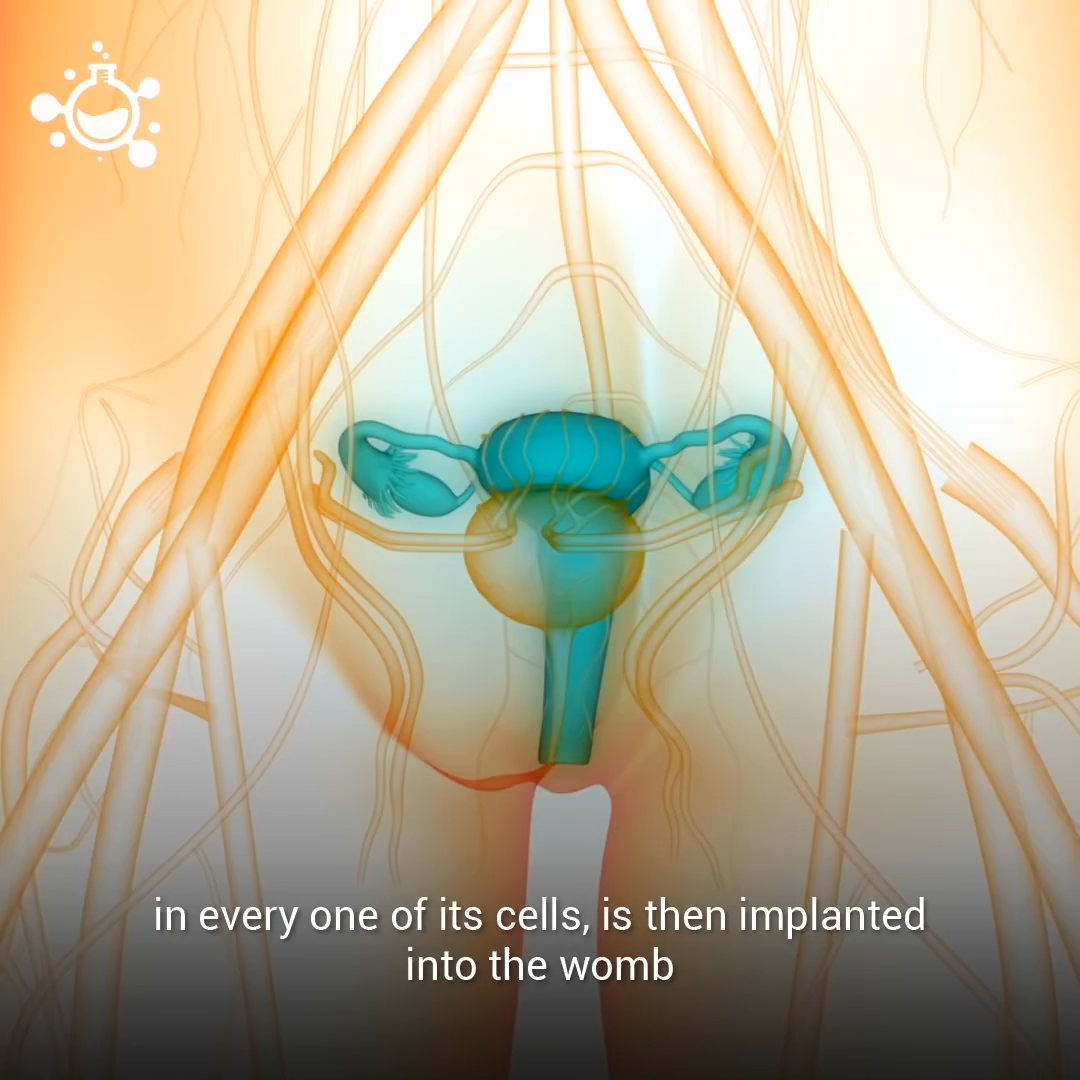 in every one of its cells, is then implanted
into the womb